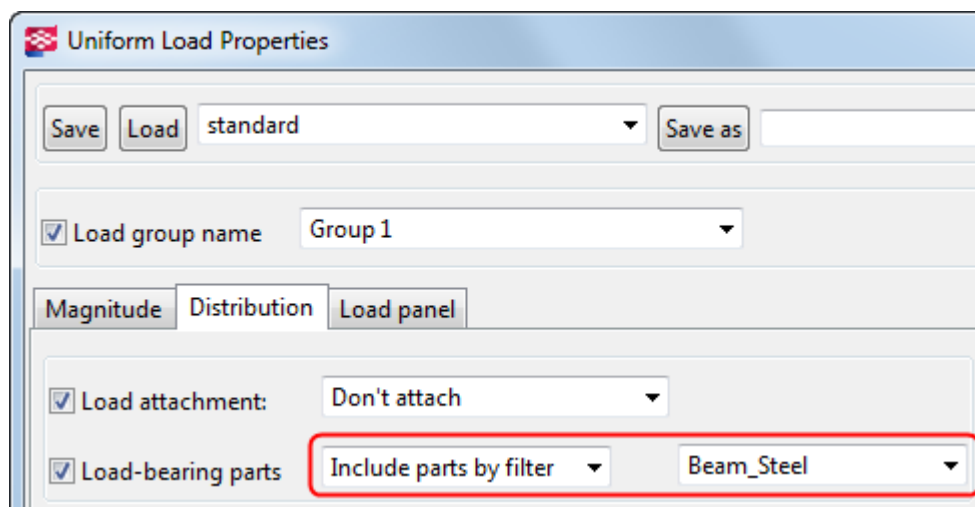 Uniform Load Properties
Save Load standard Save as
Load group name Group 1
Magnitude Distribution Load panel
Load attachment: Don't attach
Load-bearing parts Include parts by filter Beam_Steel